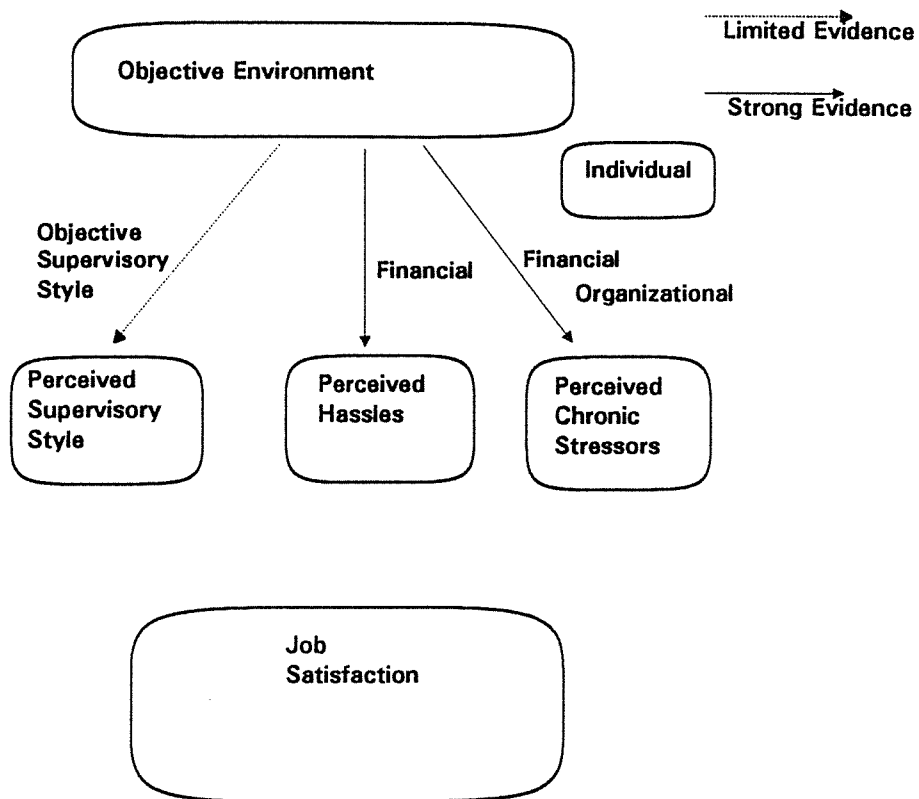 Limited Evidence
Objective Environment
Strong Evidence
Individual
Objective
Supervisory
Style
Financial
Financial
Organizational
Perceived
Supervisory
Style
Perceived
Hassles
Perceived
Chronic
Stressors
Job
Satisfaction